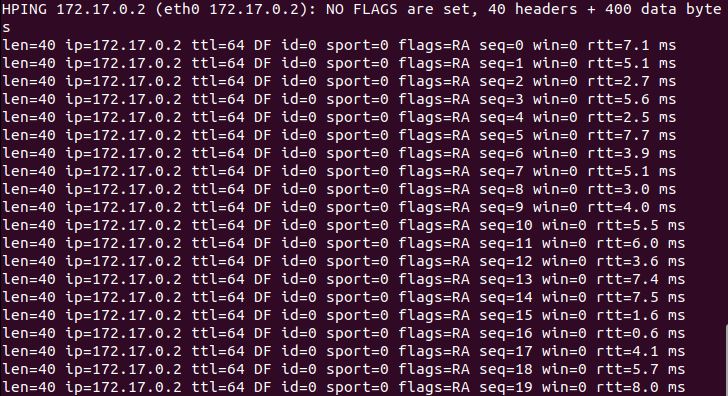 HPING 172.17.0.2 (eth0 172.17.0.2): NO FLAGS are set, 40 headers + 400 data byte
s
len=40 ip=172.17.0.2 ttl=64 DF id=0 sport=0 flags=RA seq=0 win=0 rtt=7.1 ms
len=40 ip=172.17.0.2 ttl=64 DF id=0 sport=0 flags=RA seq=1 win=0 rtt=5.1 ms
len=40 ip=172.17.0.2 ttl=64 DF id=0 sport=0 flags=RA seq=2 win=0 rtt=2.7 ms
len=40 ip=172.17.0.2 ttl=64 DF id=0 sport=0 flags=RA seq=3 win=0 rtt=5.6 ms
len=40 ip=172.17.0.2 ttl=64 DF id=0 sport=0 flags=RA seq=4 win=0 rtt=2.5 ms
len=40 ip=172.17.0.2 ttl=64 DF id=0 sport=0 flags=RA seq=5 win=0 rtt=7.7 ms
len=40 ip=172.17.0.2 ttl=64 DF id=0 sport=0 flags=RA seq=6 win=0 rtt=3.9 ms
len=40 ip=172.17.0.2 ttl=64 DF id=0 sport=0 flags=RA seq=7 win=0 rtt=5.1 ms
len=40 ip=172.17.0.2 ttl=64 DF id=0 sport=0 flags=RA seq=8 win=0 rtt=3.0 ms
len=40 ip=172.17.0.2 ttl=64 DF id=0 sport=0 flags=RA seq=9 win=0 rtt=4.0 ms
len=40 ip=172.17.0.2 ttl=64 DF id=0 sport=0 flags=RA seq=10 win=0 rtt=5.5 ms
len=40 ip=172.17.0.2 ttl=64 DF id=0 sport=0 flags=RA seq=11 win=0 rtt=6.0 ms
len=40 ip=172.17.0.2 ttl=64 DF id=0 sport=0 flags=RA seq=12 win=0 rtt=3.6 ms
len=40 ip=172.17.0.2 ttl=64 DF id=0 sport=0 flags=RA seq=13 win=0 rtt=7.4 ms
len=40 ip=172.17.0.2 ttl=64 DF id=0 sport=0 flags=RA seq=14 win=0 rtt=7.5 ms
len=40 ip=172.17.0.2 ttl=64 DF id=0 sport=0 flags=RA seq=15 win=0 rtt=1.6 ms
len=40 ip=172.17.0.2 ttl=64 DF id=0 sport=0 flags=RA seq=16 win=0 rtt=0.6 ms
len=40 ip=172.17.0.2 ttl=64 DF id=0 sport=0 flags=RA seq=17 win=0 rtt=4.1 ms
len=40 ip=172.17.0.2 ttl=64 DF id=0 sport=0 flags=RA seq=18 win=0 rtt=5.7 ms
len=40 ip=172.17.0.2 ttl=64 DF id=0 sport=0 flags=RA seq=19 win=0 rtt=8.0 ms